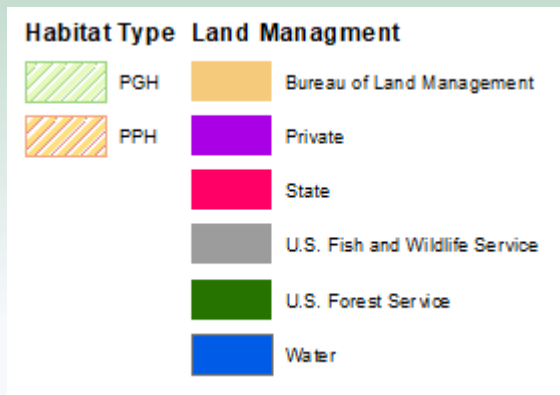 Habitat Type Land Managment
PGH Bureau of Land Management
PPH Private
State
U.S. Fish and Wildlife Service
U.S. Forest Service
Water